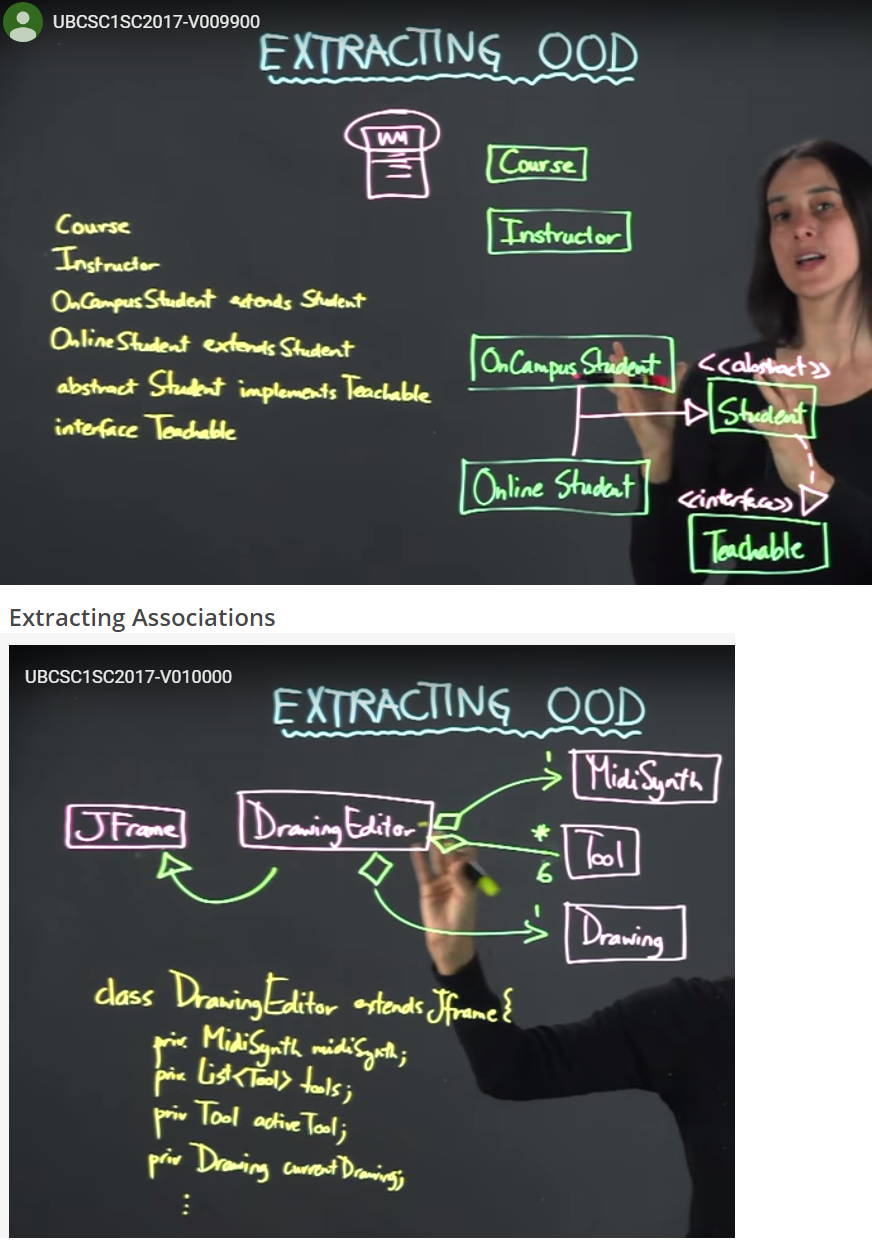 UBCSC1SC2017-V009900
EXTRACTING OOD
Course
Instructor
Course
Instructor
OnCampusStudent extends Student
OnlineStudent extends Student
abstract Student implements Teachable
interface Teachable
OnCampus Student
<<abstract>>
Student
Online Student
<<interface>>
Teachable
Extracting Associations
UBCSC1SC2017-V010000
EXTRACTING OOD
1
MidiSynth
JFrame
DrawingEditor
*
Tool
6
1
Drawing
class DrawingEditor extends Jframe {
priv. MidiSynth midiSynth;
priv. List<Tool> tools;
priv Tool activeTool;
priv Drawing currentDrawing;
⋮